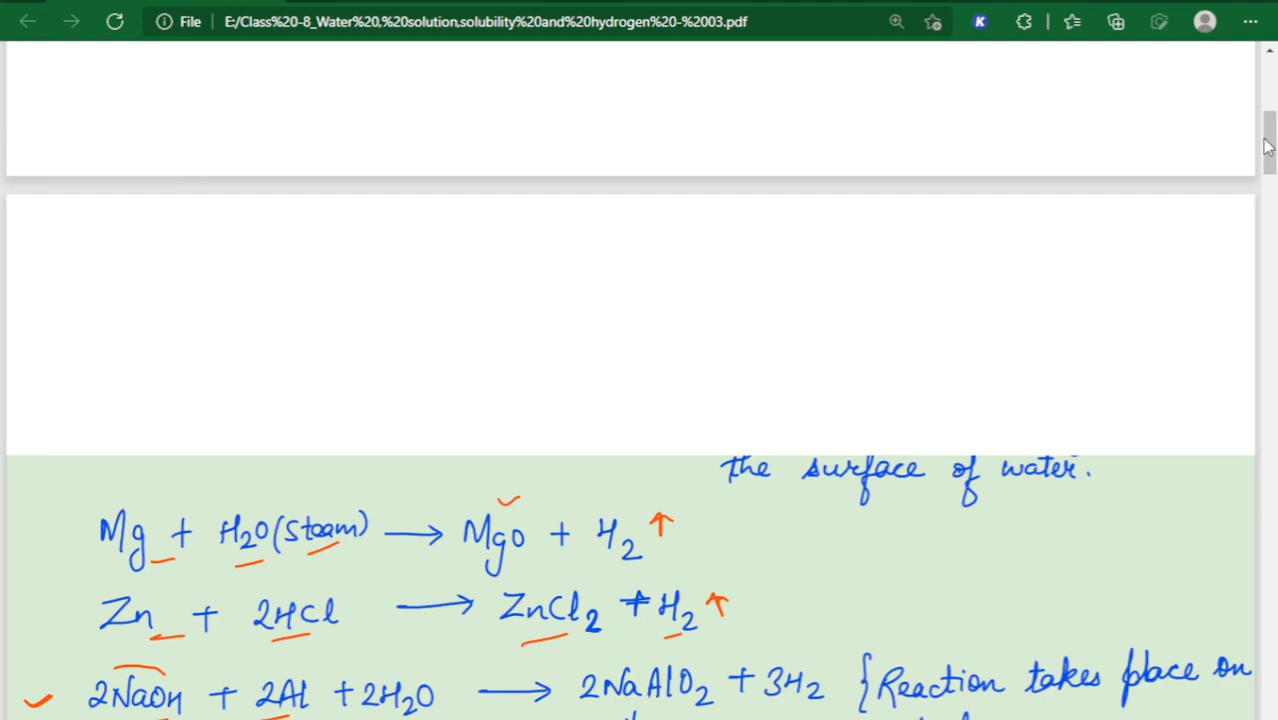 File E:/Class%20-8_Water%20,%20solution,solubility%20and%20hydrogen%20-%2003.pdf
the surface of water.
Mg + H2O(Steam) → MgO + H2 ↑
Zn + 2HCl → ZnCl2 + H2 ↑
2NaOH + 2Al + 2H2O → 2NaAlO2 + 3H2 {Reaction takes place on